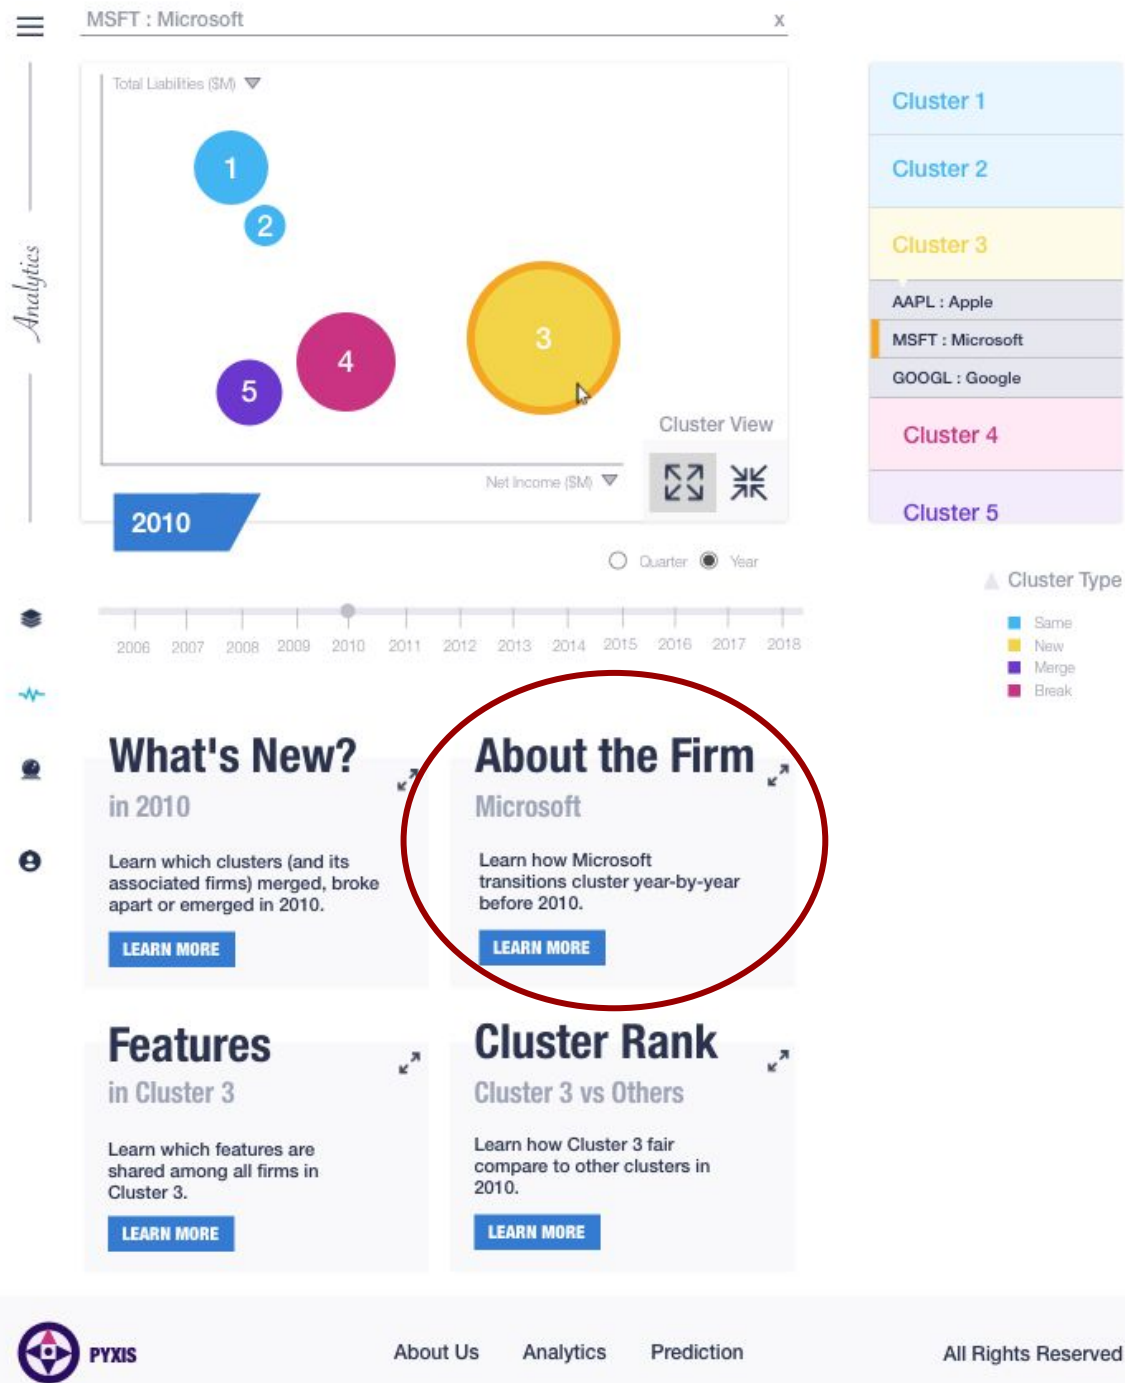 MSFT : Microsoft
x
Total Liabilities ($M)
1
2
3
4
5
Cluster View
Net Income ($M)
2010
Quarter
Year
2006 2007 2008 2009 2010 2011 2012 2013 2014 2015 2016 2017 2018
Analytics
Cluster 1
Cluster 2
Cluster 3
AAPL : Apple
MSFT : Microsoft
GOOGL : Google
Cluster 4
Cluster 5
Cluster Type
Same
New
Merge
Break
What's New?
in 2010
Learn which clusters (and its
associated firms) merged, broke
apart or emerged in 2010.
LEARN MORE
About the Firm
Microsoft
Learn how Microsoft
transitions cluster year-by-year
before 2010.
LEARN MORE
Features
in Cluster 3
Learn which features are
shared among all firms in
Cluster 3.
LEARN MORE
Cluster Rank
Cluster 3 vs Others
Learn how Cluster 3 fair
compare to other clusters in
2010.
LEARN MORE
PYXIS
About Us
Analytics
Prediction
All Rights Reserved